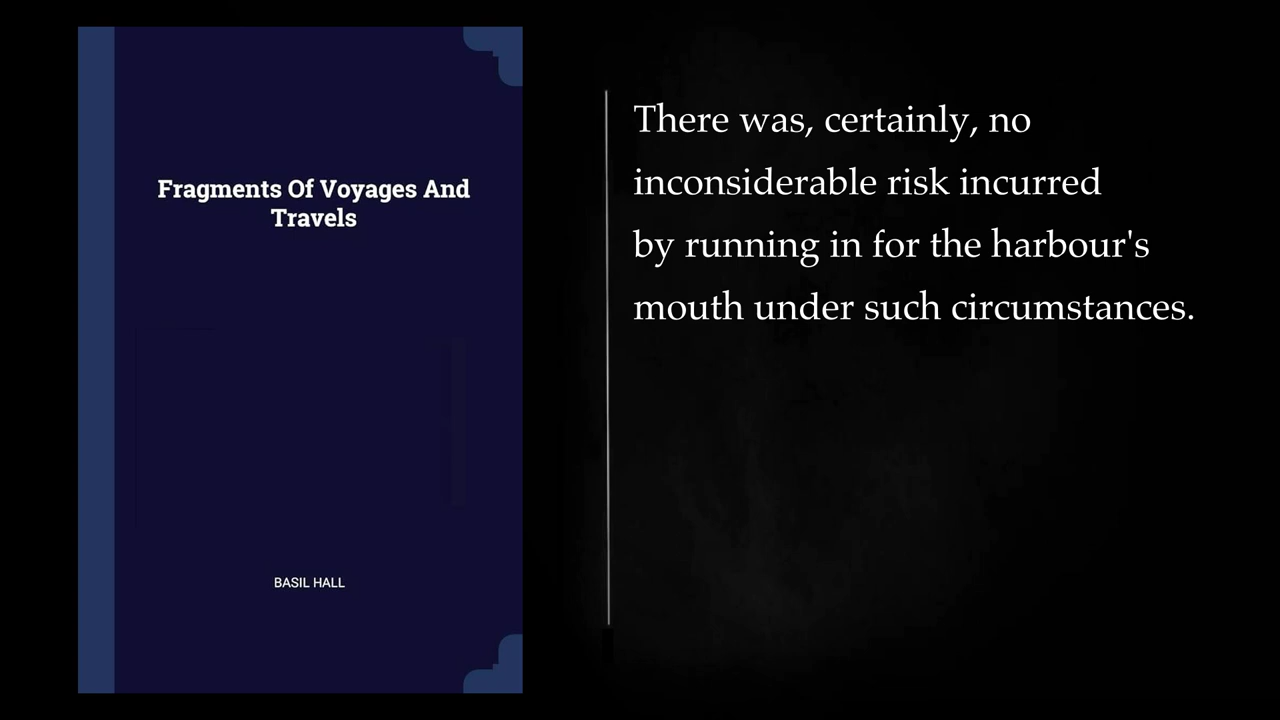 Fragments Of Voyages And
Travels
BASIL HALL
There was, certainly, no
inconsiderable risk incurred
by running in for the harbour's
mouth under such circumstances.